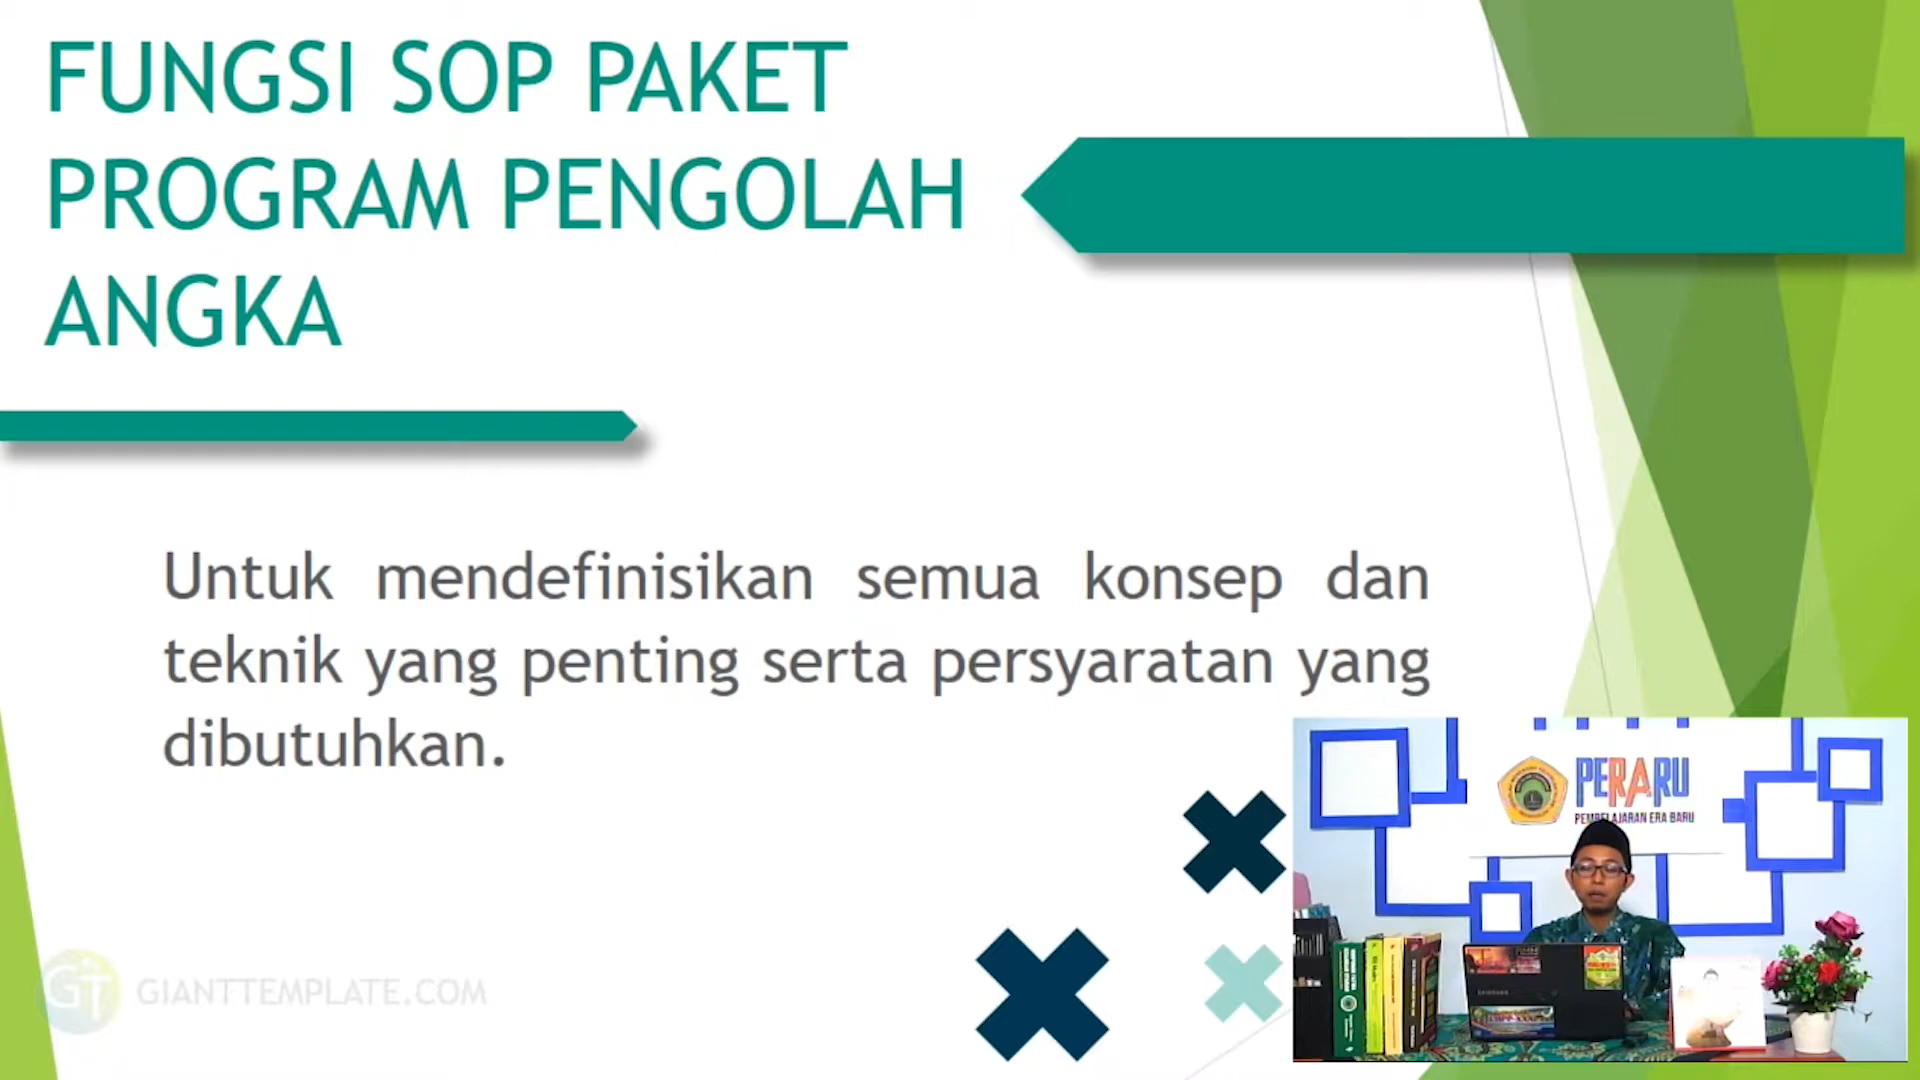 FUNGSI SOP PAKET
PROGRAM PENGOLAH
ANGKA
Untuk mendefinisikan semua konsep dan
teknik yang penting serta persyaratan yang
dibutuhkan.
GT GIANTTEMPLATE.COM
PERARU
PEMBELAJARAN ERA BARU